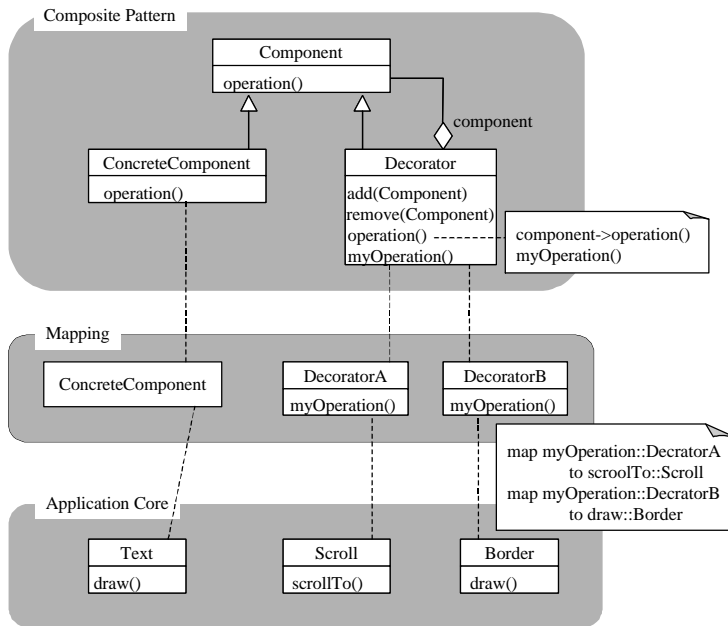 Composite Pattern
Component
operation()
component
ConcreteComponent
operation()
Decorator
add(Component)
remove(Component)
operation()
myOperation()
component->operation()
myOperation()
Mapping
ConcreteComponent
DecoratorA
myOperation()
DecoratorB
myOperation()
map myOperation::DecratorA
to scroolTo::Scroll
map myOperation::DecratorB
to draw::Border
Application Core
Text
draw()
Scroll
scrollTo()
Border
draw()